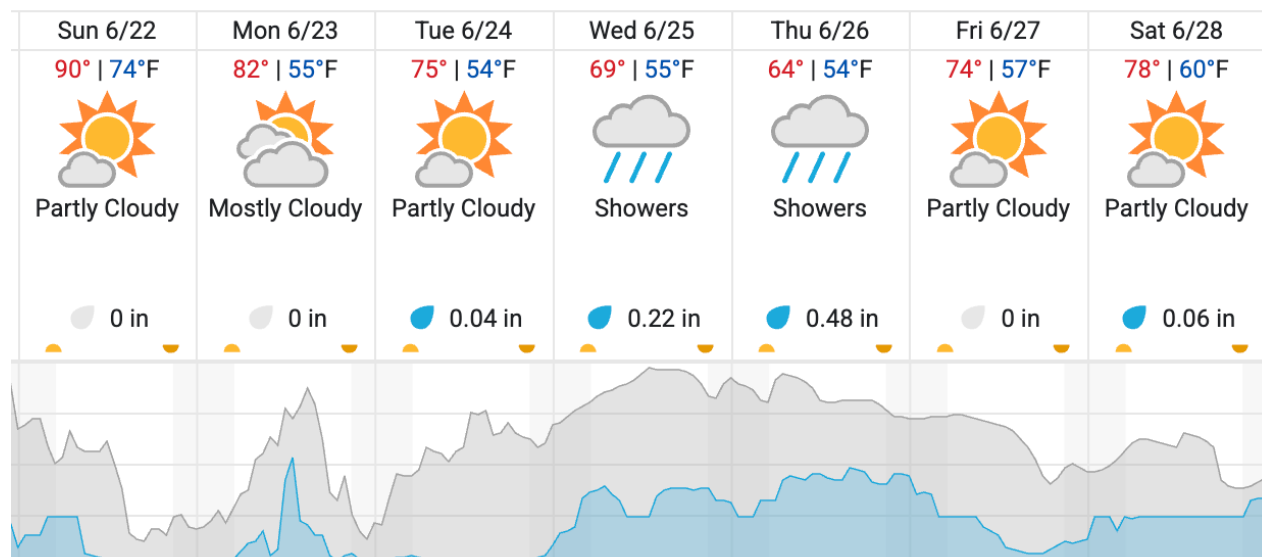 Sun 6/22 Mon 6/23 Tue 6/24 Wed 6/25 Thu 6/26 Fri 6/27 Sat 6/28
90° | 74°F 82° | 55°F 75° | 54°F 69° | 55°F 64° | 54°F 74° | 57°F 78° | 60°F
Partly Cloudy Mostly Cloudy Partly Cloudy Showers Showers Partly Cloudy Partly Cloudy
0 in 0 in 0.04 in 0.22 in 0.48 in 0 in 0.06 in